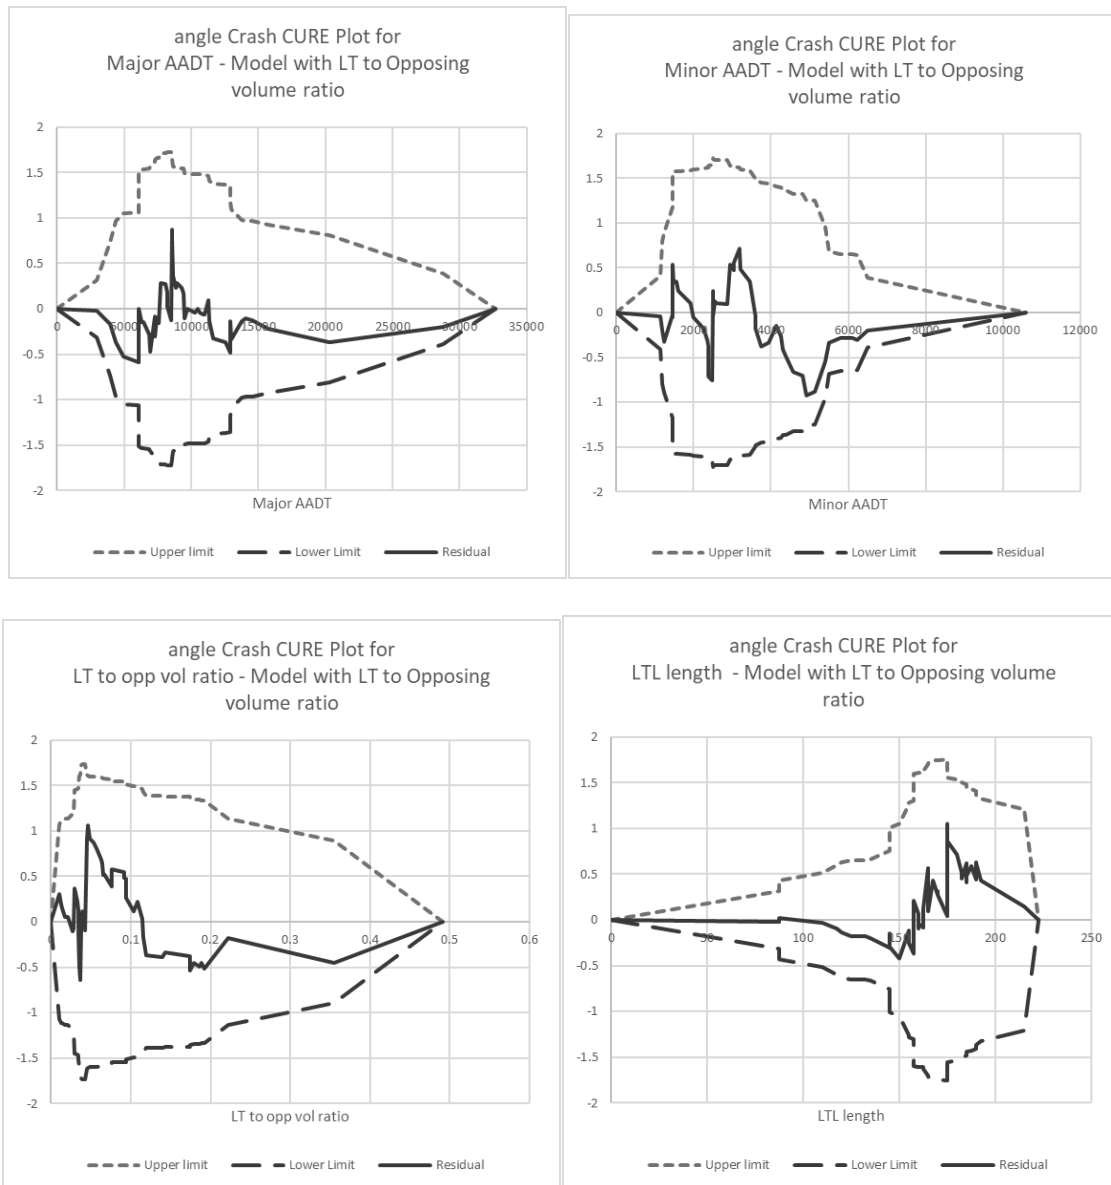 angle Crash CURE Plot for
Major AADT - Model with LT to Opposing
volume ratio
2
1.5
1
0.5
0
-0.5
-1
-1.5
-2
0
5000
10000
15000
20000
25000
30000
35000
Major AADT
Upper limit
Lower Limit
Residual
angle Crash CURE Plot for
Minor AADT - Model with LT to Opposing
volume ratio
2
1.5
1
0.5
0
-0.5
-1
-1.5
-2
0
2000
4000
6000
8000
10000
12000
Minor AADT
Upper limit
Lower Limit
Residual
angle Crash CURE Plot for
LT to opp vol ratio - Model with LT to Opposing
volume ratio
2
1.5
1
0.5
0
-0.5
-1
-1.5
-2
0
0.1
0.2
0.3
0.4
0.5
0.6
LT to opp vol ratio
Upper limit
Lower Limit
Residual
angle Crash CURE Plot for
LTL length - Model with LT to Opposing volume
ratio
2
1.5
1
0.5
0
-0.5
-1
-1.5
-2
0
50
100
150
200
250
LTL length
Upper limit
Lower Limit
Residual